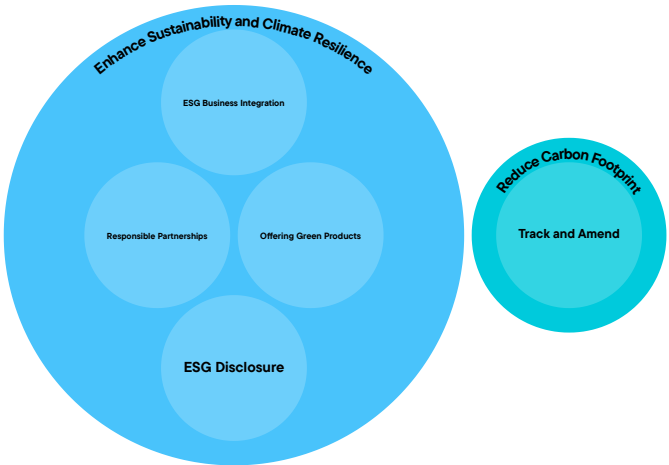 Enhance Sustainability and Climate Resilience
ESG Business Integration
Responsible Partnerships
Offering Green Products
ESG Disclosure
Reduce Carbon Footprint
Track and Amend